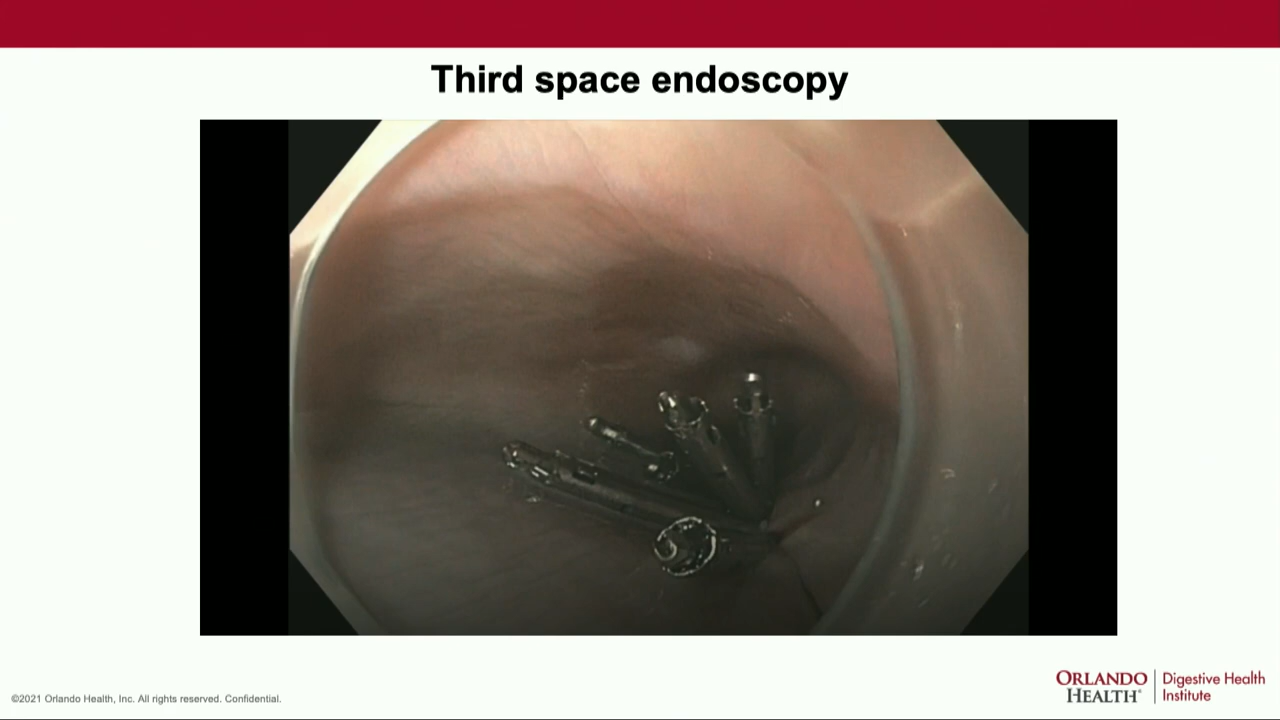 Third space endoscopy
©2021 Orlando Health, Inc. All rights reserved. Confidential.
ORLANDO HEALTH®
Digestive Health Institute